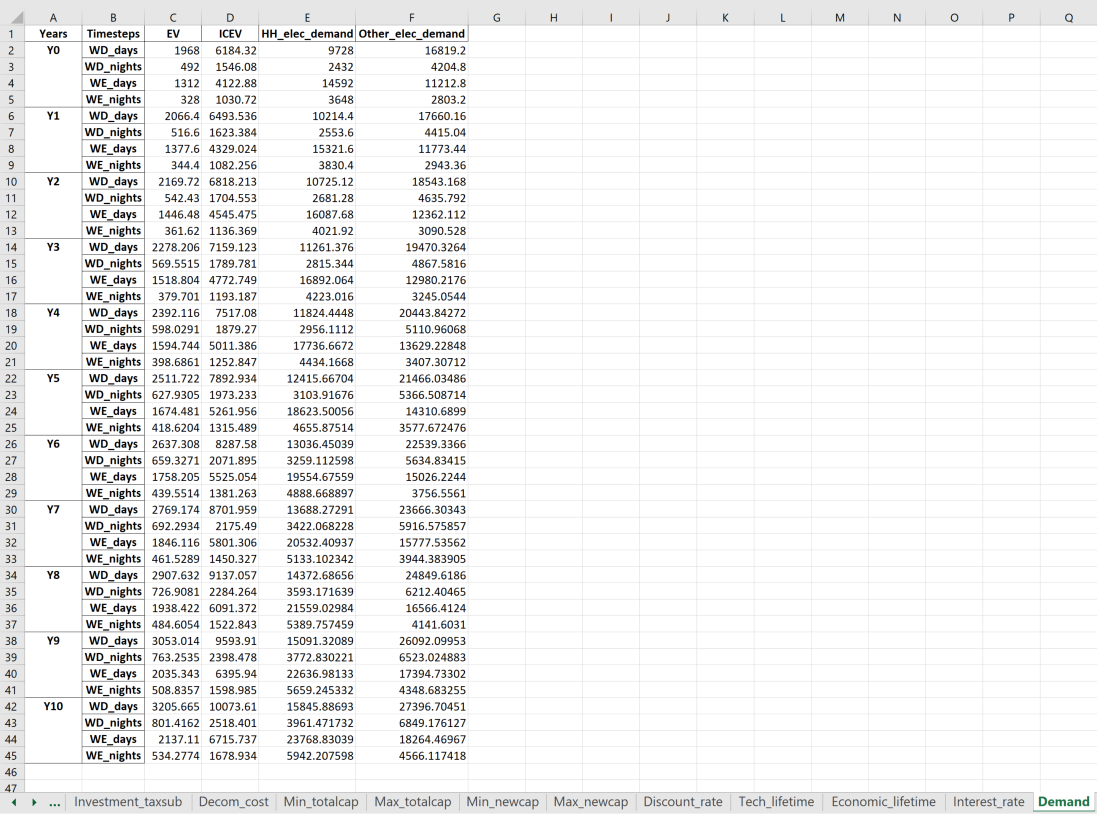 A B C D E F G H I J K L M N O P Q
1 Years Timesteps EV ICEV HH_elec_demand Other_elec_demand
2 Y0 WD_days 1968 6184.32 9728 16819.2
3 WD_nights 492 1546.08 2432 4204.8
4 WE_days 1312 4122.88 14592 11212.8
5 WE_nights 328 1030.72 3648 2803.2
6 Y1 WD_days 2066.4 6493.536 10214.4 17660.16
7 WD_nights 516.6 1623.384 2553.6 4415.04
8 WE_days 1377.6 4329.024 15321.6 11773.44
9 WE_nights 344.4 1082.256 3830.4 2943.36
10 Y2 WD_days 2169.72 6818.213 10725.12 18543.168
11 WD_nights 542.43 1704.553 2681.28 4635.792
12 WE_days 1446.48 4545.475 16087.68 12362.112
13 WE_nights 361.62 1136.369 4021.92 3090.528
14 Y3 WD_days 2278.206 7159.123 11261.376 19470.3264
15 WD_nights 569.5515 1789.781 2815.344 4867.5816
16 WE_days 1518.804 4772.749 16892.064 12980.2176
17 WE_nights 379.701 1193.187 4223.016 3245.0544
18 Y4 WD_days 2392.116 7517.08 11824.4448 20443.84272
19 WD_nights 598.0291 1879.27 2956.1112 5110.96068
20 WE_days 1594.744 5011.386 17736.6672 13629.22848
21 WE_nights 398.6861 1252.847 4434.1668 3407.30712
22 Y5 WD_days 2511.722 7892.934 12415.66704 21466.03486
23 WD_nights 627.9305 1973.233 3103.91676 5366.508714
24 WE_days 1674.481 5261.956 18623.50056 14310.6899
25 WE_nights 418.6204 1315.489 4655.87514 3577.672476
26 Y6 WD_days 2637.308 8287.58 13036.45039 22539.3366
27 WD_nights 659.3271 2071.895 3259.112598 5634.83415
28 WE_days 1758.205 5525.054 19554.67559 15026.2244
29 WE_nights 439.5514 1381.263 4888.668897 3756.5561
30 Y7 WD_days 2769.174 8701.959 13688.27291 23666.30343
31 WD_nights 692.2934 2175.49 3422.068228 5916.575857
32 WE_days 1846.116 5801.306 20532.40937 15777.53562
33 WE_nights 461.5289 1450.327 5133.102342 3944.383905
34 Y8 WD_days 2907.632 9137.057 14372.68656 24849.6186
35 WD_nights 726.9081 2284.264 3593.171639 6212.40465
36 WE_days 1938.422 6091.372 21559.02984 16566.4124
37 WE_nights 484.6054 1522.843 5389.757459 4141.6031
38 Y9 WD_days 3053.014 9593.91 15091.32089 26092.09953
39 WD_nights 763.2535 2398.478 3772.830221 6523.024883
40 WE_days 2035.343 6395.94 22636.98133 17394.73302
41 WE_nights 508.8357 1598.985 5659.245332 4348.683255
42 Y10 WD_days 3205.665 10073.61 15845.88693 27396.70451
43 WD_nights 801.4162 2518.401 3961.471732 6849.176127
44 WE_days 2137.11 6715.737 23768.83039 18264.46967
45 WE_nights 534.2774 1678.934 5942.207598 4566.117418
46
47
... Investment_taxsub Decom_cost Min_totalcap Max_totalcap Min_newcap Max_newcap Discount_rate Tech_lifetime Economic_lifetime Interest_rate Demand